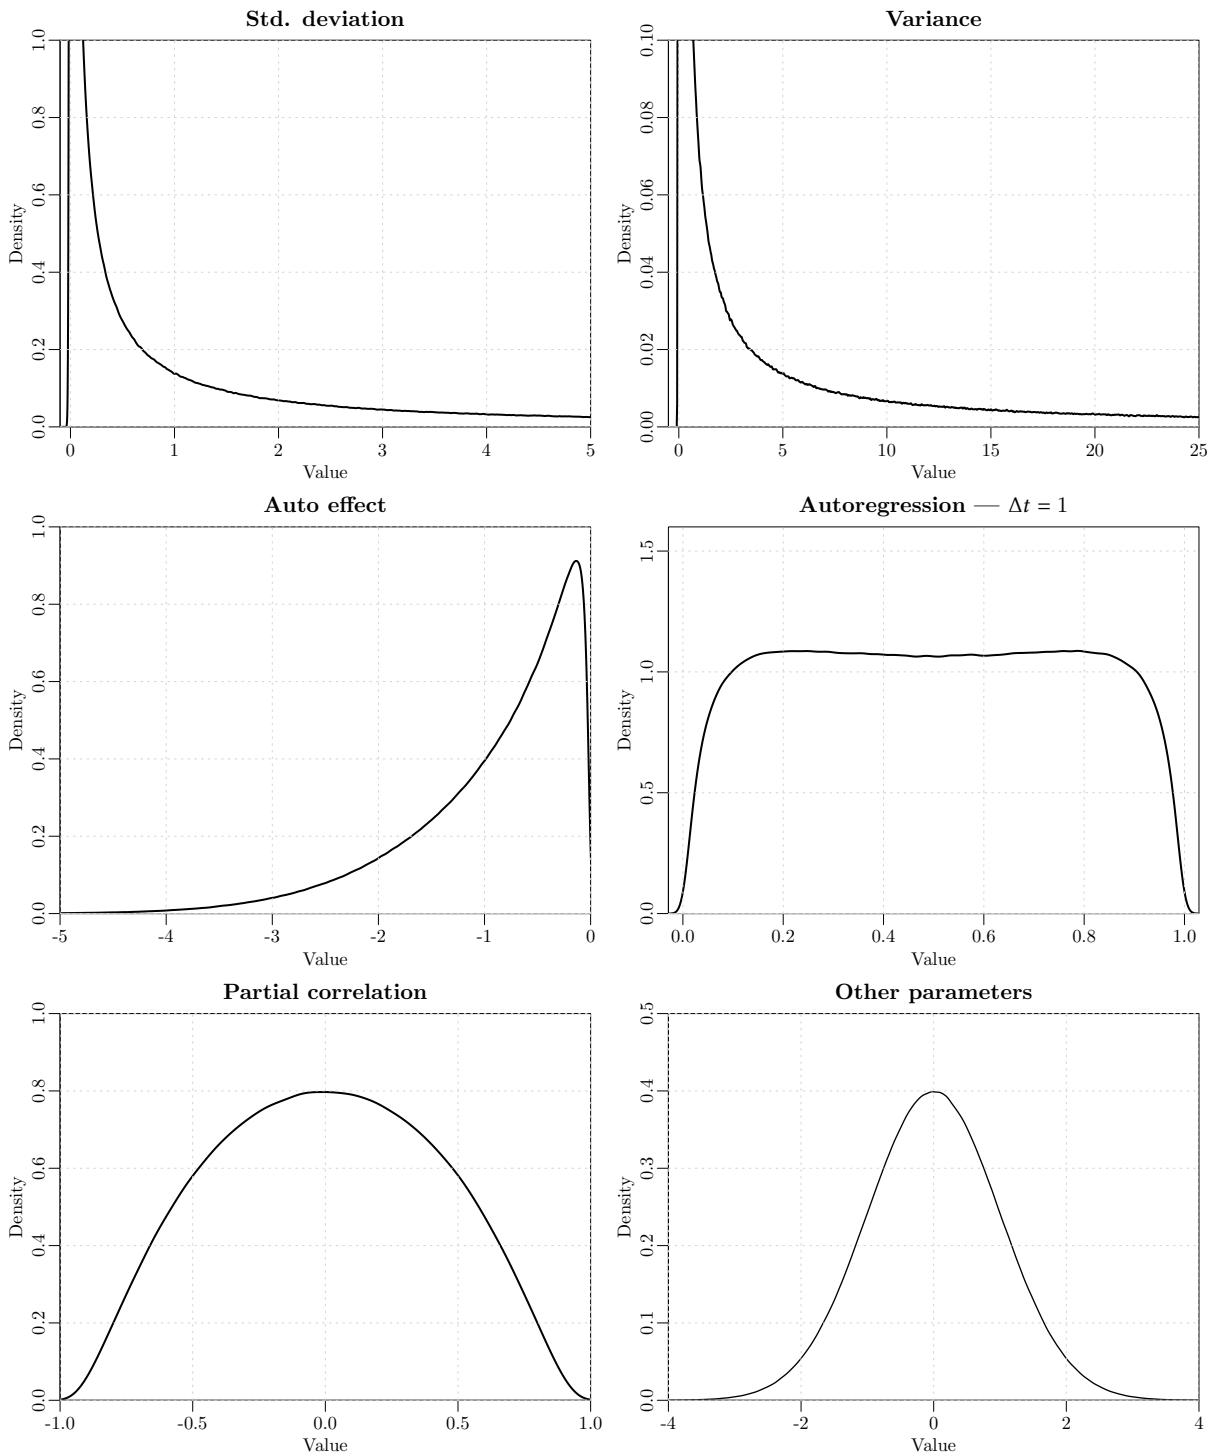 Std. deviation
Density
0.0 0.2 0.4 0.6 0.8 1.0
0 1 2 3 4 5
Value
Variance
Density
0.00 0.02 0.04 0.06 0.08 0.10
0 5 10 15 20 25
Value
Auto effect
Density
0.0 0.2 0.4 0.6 0.8 1.0
-5 -4 -3 -2 -1 0
Value
Autoregression — Δt = 1
Density
0.0 0.5 1.0 1.5
0.0 0.2 0.4 0.6 0.8 1.0
Value
Partial correlation
Density
0.0 0.2 0.4 0.6 0.8 1.0
-1.0 -0.5 0.0 0.5 1.0
Value
Other parameters
Density
0.0 0.1 0.2 0.3 0.4 0.5
-4 -2 0 2 4
Value